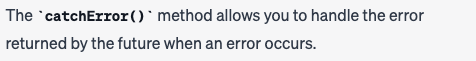 The `catchError()` method allows you to handle the error
returned by the future when an error occurs.